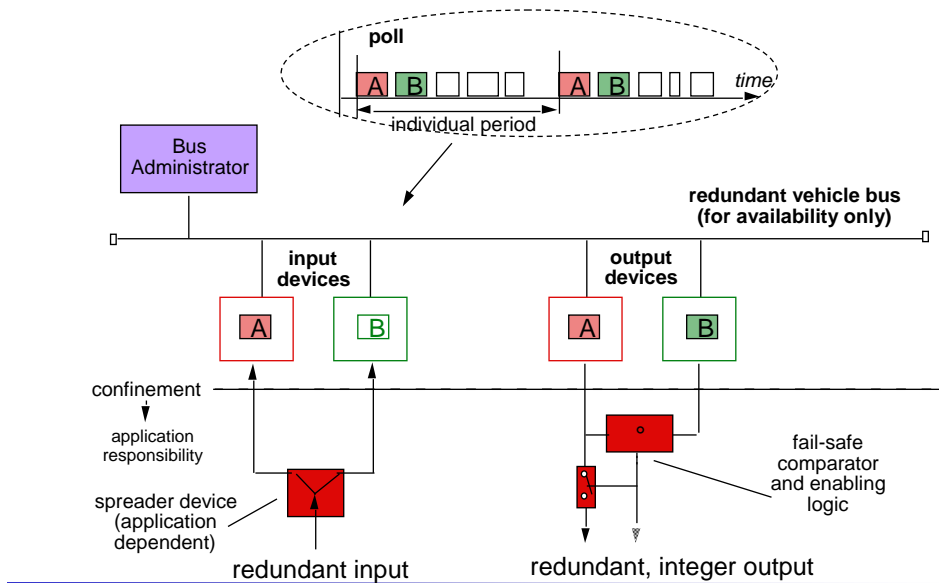 poll
A B A B
time
individual period
Bus
Administrator
redundant vehicle bus
(for availability only)
input
devices
output
devices
A B A B
confinement
application
responsibility
spreader device
(application
dependent)
fail-safe
comparator
and enabling
logic
redundant input
redundant, integer output